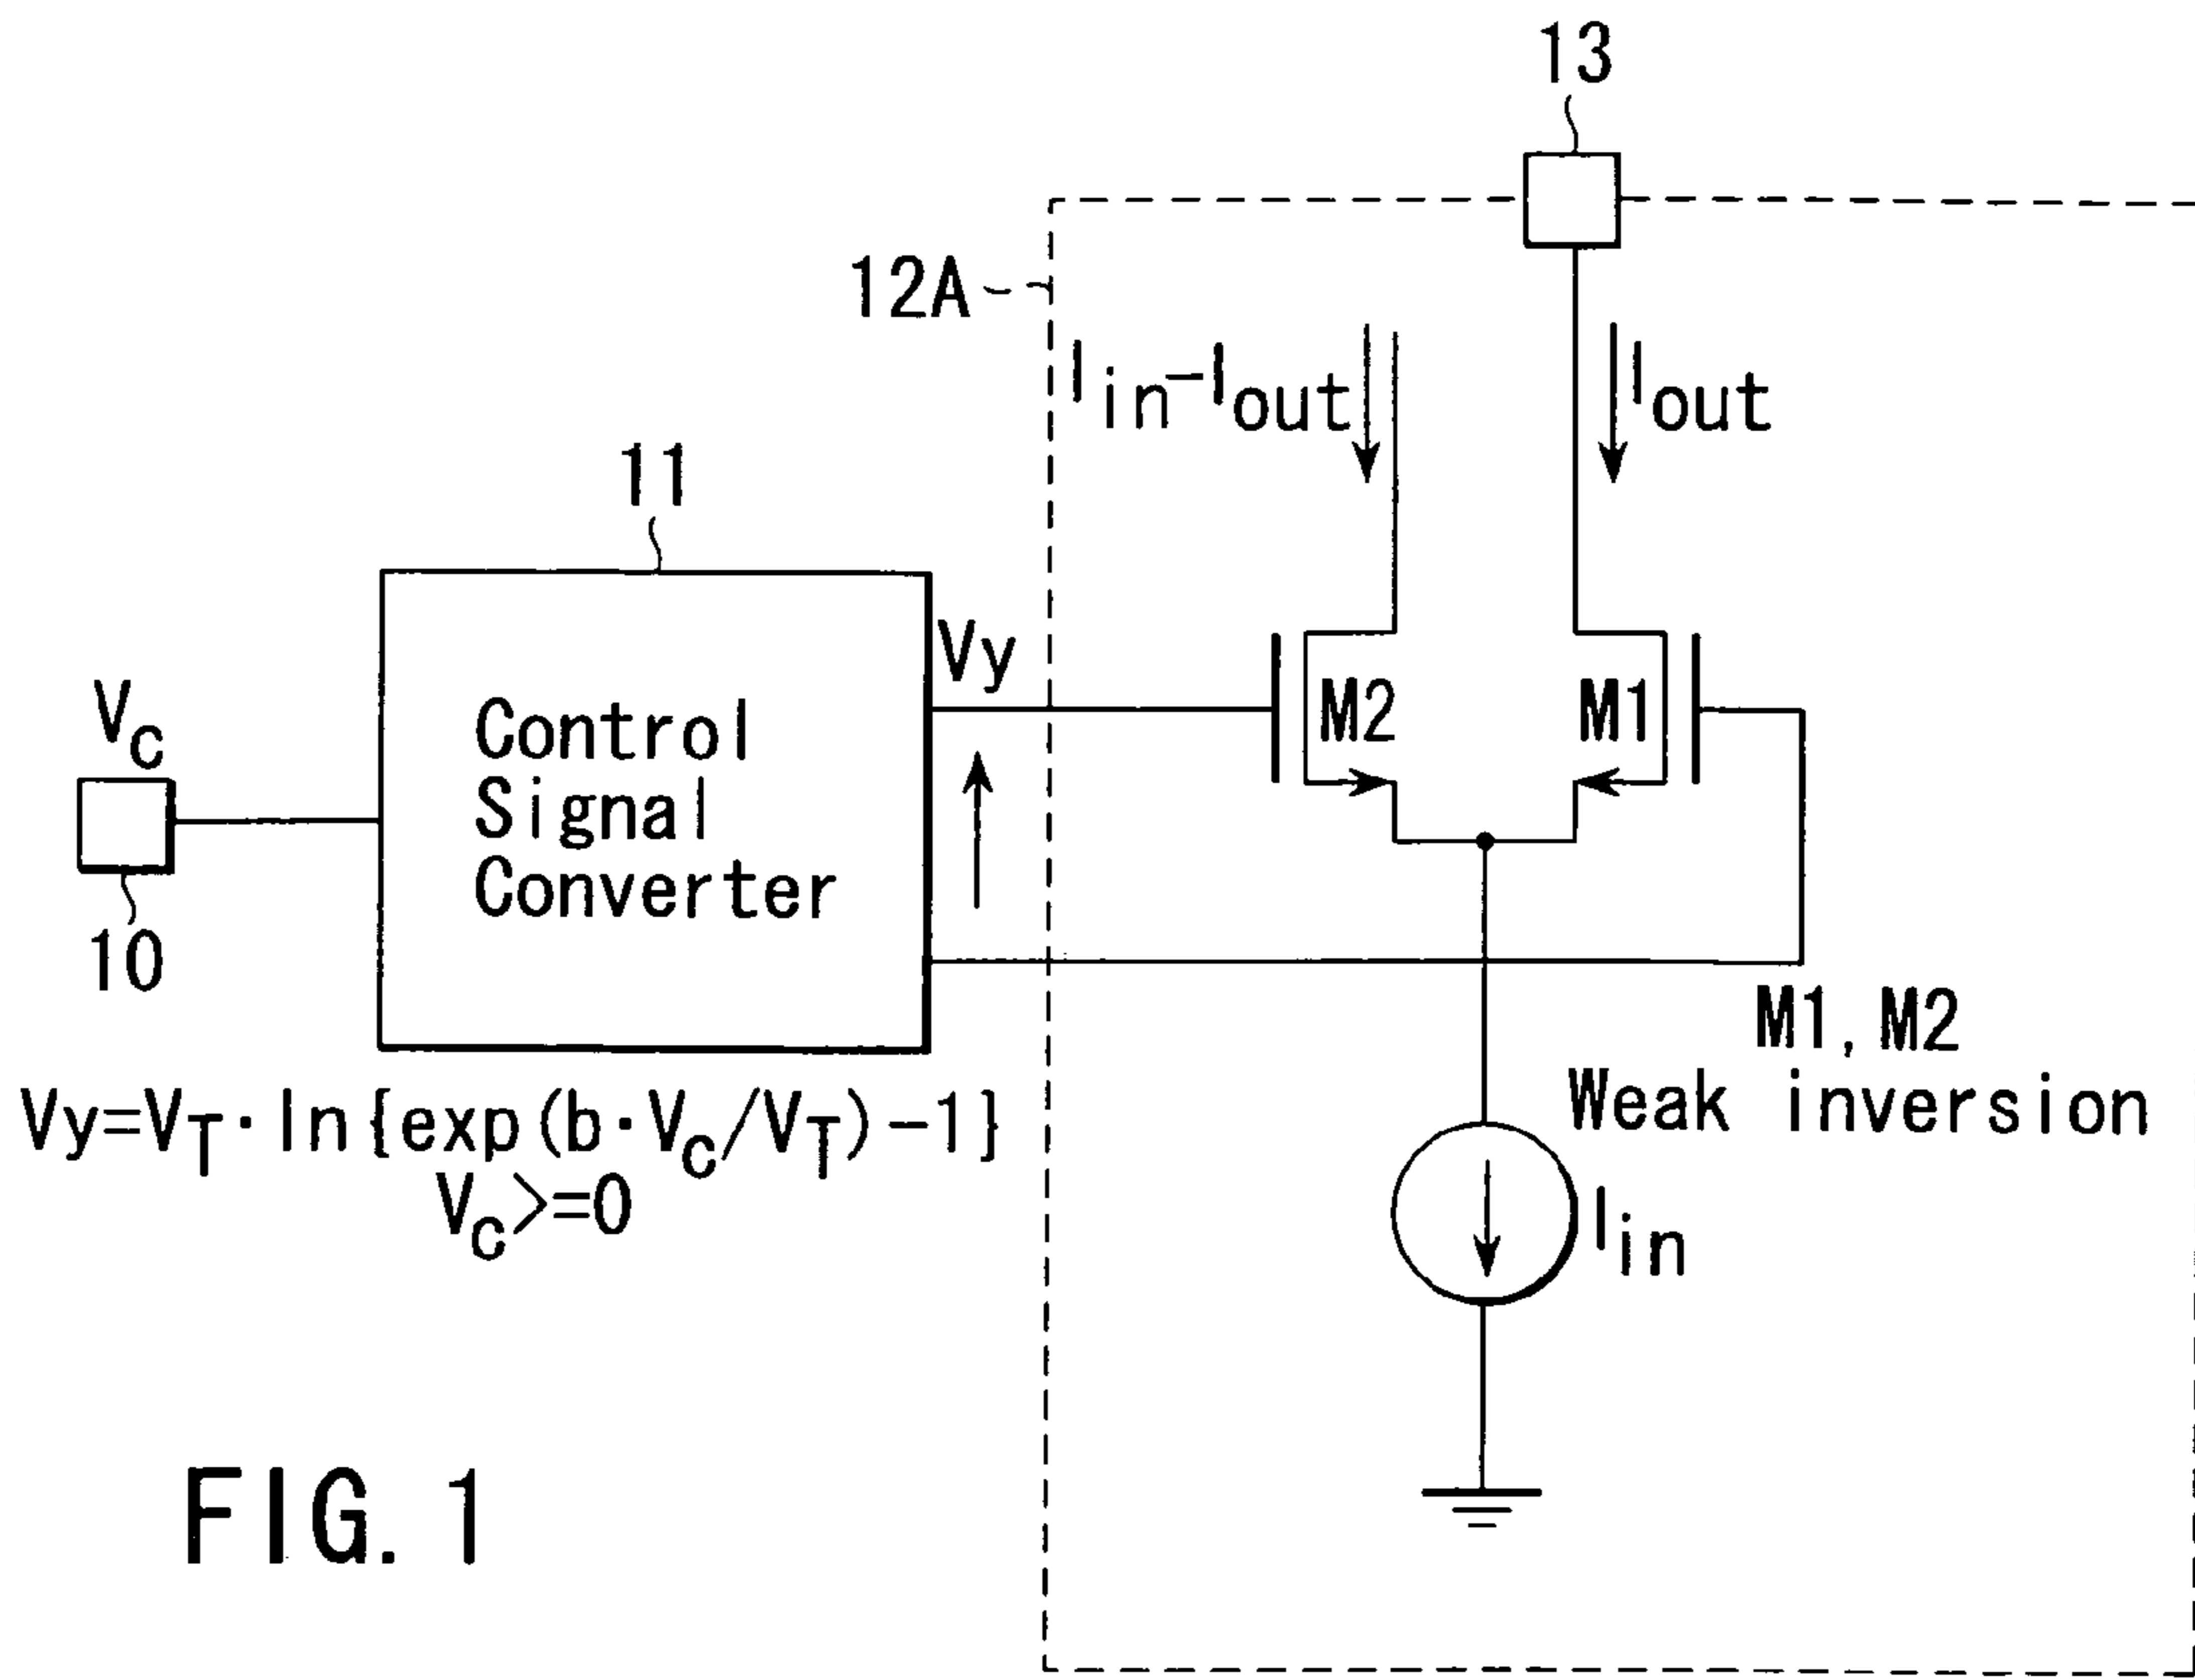 13
12A
Iin-Iout
Iout
11
Vy
Vc
Control
Signal
Converter
M2
M1
10
M1, M2
Weak inversion
Vy=VT·ln{exp(b·Vc/VT)-1}
Vc>=0
Iin
FIG. 1